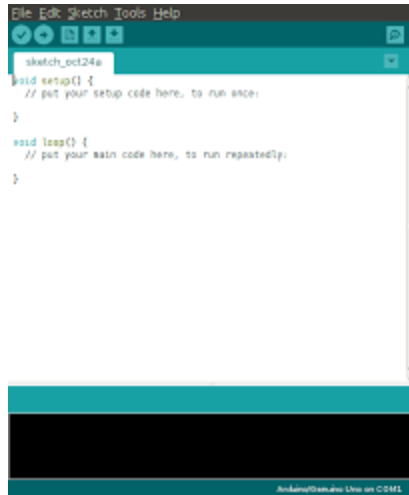 File Edit Sketch Tools Help
sketch_oct24a
void setup() {
// put your setup code here, to run once:
}
void loop() {
// put your main code here, to run repeatedly:
}
Arduino/Genuino Uno on COM1